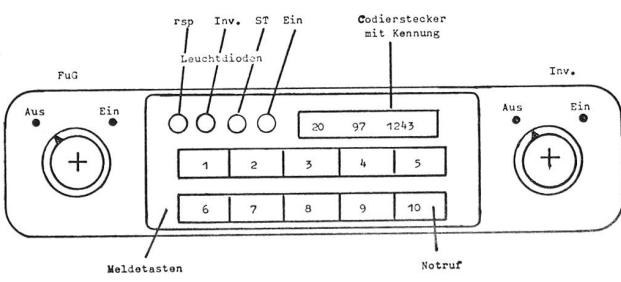 rsp Inv. ST Ein
Codierstecker
mit Kennung
Leuchtdioden
FuG
Inv.
Aus Ein
Aus Ein
20 97 1243
1 2 3 4 5
6 7 8 9 10
Meldetasten
Notruf